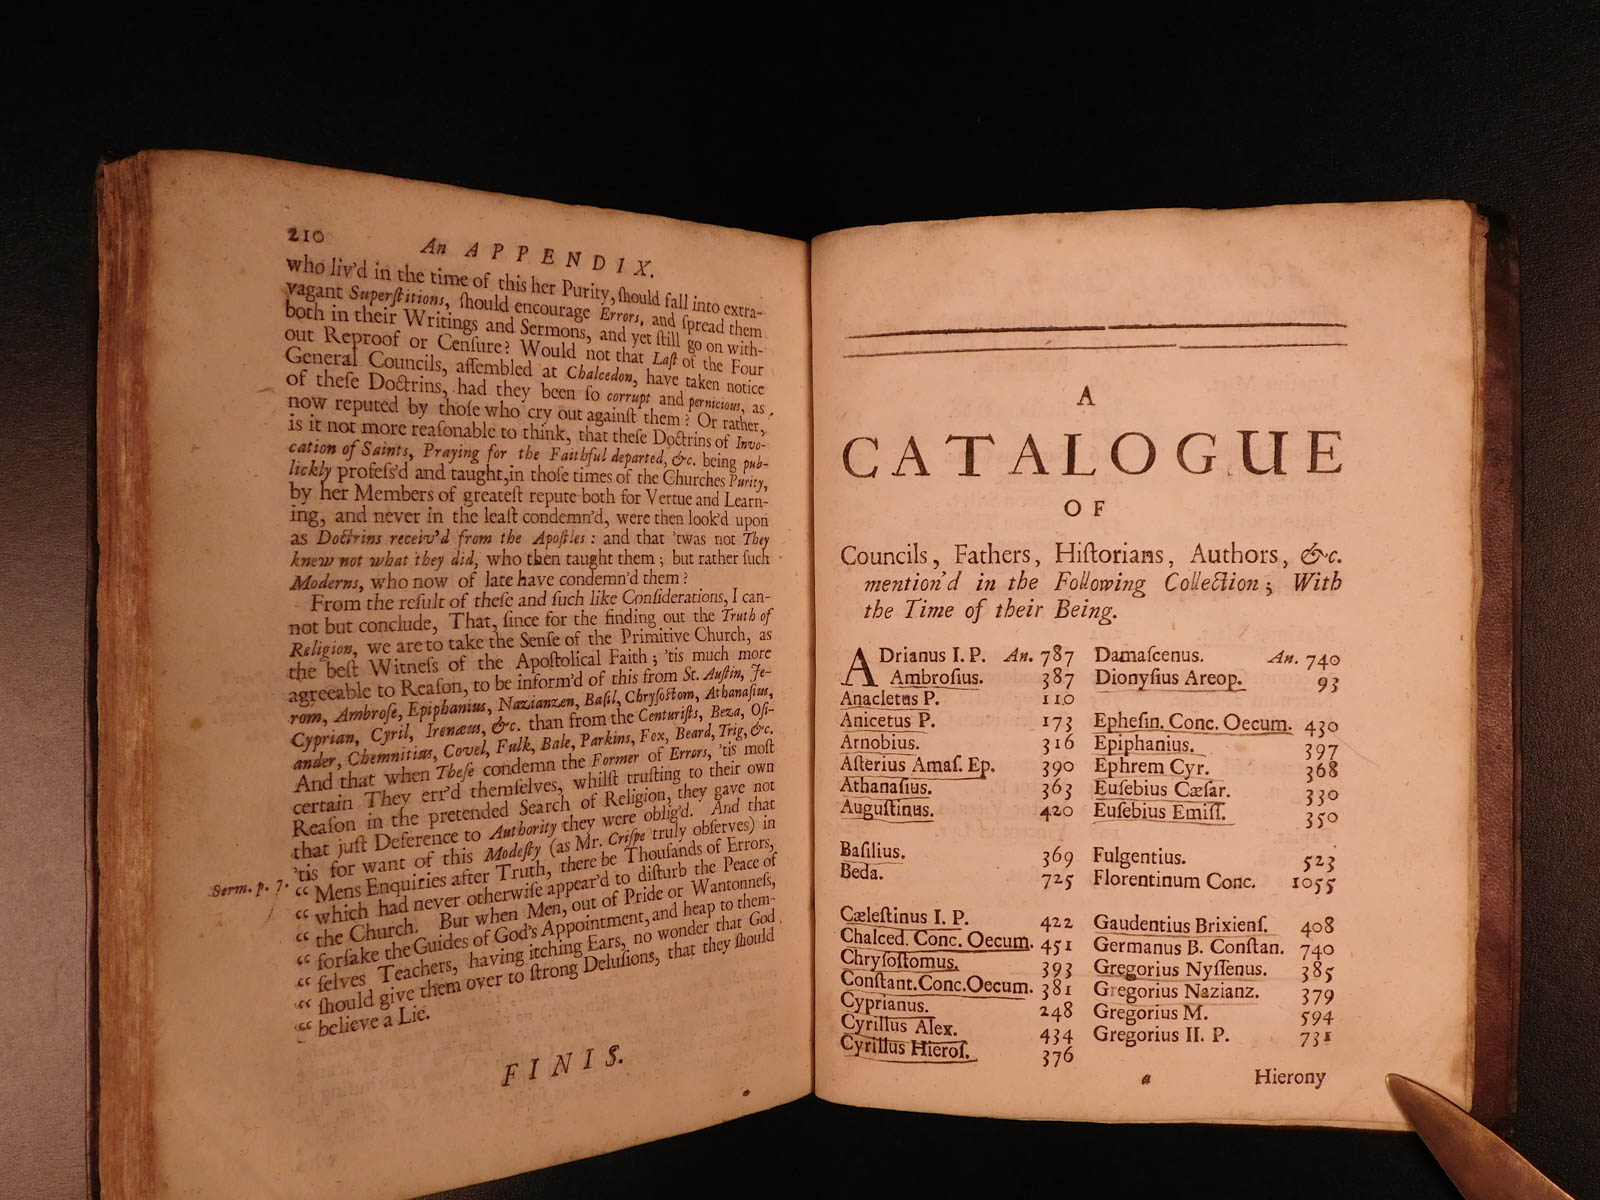 210
An APPENDIX.
who liv'd in the time of this her Purity, ſhould fall into extra-
vagant Superſtitions, ſhould encourage Errors, and ſpread them
both in their Writings and Sermons, and yet ſtill go on with-
out Reproof or Cenſure? Would not that Laſt of the Four
General Councils, aſſembled at Chalcedon, have taken notice
of theſe Doctrins, had they been ſo corrupt and pernicious, as
now reputed by thoſe who cry out againſt them? Or rather,
is it not more reaſonable to think, that theſe Doctrins of Invo-
cation of Saints, Praying for the Faithful departed, &c. being pub-
lickly profeſs'd and taught, in thoſe times of the Churches Purity,
by her Members of greateſt repute both for Vertue and Learn-
ing, and never in the leaſt condemn'd, were then look'd upon
as Doctrins receiv'd from the Apoſtles: and that 'twas not They
knew not what they did, who then taught them; but rather ſuch
Moderns, who now of late have condemn'd them?
From the reſult of theſe and ſuch like Conſiderations, I can-
not but conclude, That, ſince for the finding out the Truth of
Religion, we are to take the Senſe of the Primitive Church, as
the beſt Witneſs of the Apoſtolical Faith; 'tis much more
agreeable to Reaſon, to be inform'd of this from St. Auſtin, Je-
rom, Ambroſe, Epiphanius, Nazianzen, Baſil, Chryſoſtom, Athanaſius,
Cyprian, Cyril, Irenæus, &c. than from the Centuriſts, Beza, Oſi-
ander, Chemnitius, Covel, Fulk, Bale, Parkins, Fox, Beard, Trig, &c.
And that when Theſe condemn the Former of Errors, 'tis moſt
certain They err'd themſelves, whilſt truſting to their own
Reaſon in the pretended Search of Religion, they gave not
that juſt Deference to Authority they were oblig'd. And that
'tis for want of this Modeſty (as Mr. Criſpe truly obſerves) in
Serm. p. 7. “ Mens Enquiries after Truth, there be Thouſands of Errors,
“ which had never otherwiſe appear'd to diſturb the Peace of
“ the Church. But when Men, out of Pride or Wantonneſs,
“ forſake the Guides of God's Appointment, and heap to them-
“ ſelves Teachers, having itching Ears, no wonder that God
“ ſhould give them over to ſtrong Deluſions, that they ſhould
“ believe a Lie.
FINIS.
A
CATALOGUE
OF
Councils, Fathers, Hiſtorians, Authors, &c.
mention'd in the Following Collection; With
the Time of their Being.
ADrianus I. P. An. 787
Ambroſius. 387
Anacletus P. 110
Anicetus P. 173
Arnobius. 316
Aſterius Amaſ. Ep. 390
Athanaſius. 363
Auguſtinus. 420
Baſilius. 369
Beda. 725
Cæleſtinus I. P. 422
Chalced. Conc. Oecum. 451
Chryſoſtomus. 393
Conſtant. Conc. Oecum. 381
Cyprianus. 248
Cyrillus Alex. 434
Cyrillus Hieroſ. 376
Damaſcenus. An. 740
Dionyſius Areop. 93
Epheſin. Conc. Oecum. 430
Epiphanius. 397
Ephrem Cyr. 368
Euſebius Cæſar. 330
Euſebius Emiſſ. 350
Fulgentius. 523
Florentinum Conc. 1055
Gaudentius Brixienſ. 408
Germanus B. Conſtan. 740
Gregorius Nyſſenus. 385
Gregorius Nazianz. 379
Gregorius M. 594
Gregorius II. P. 731
a Hierony